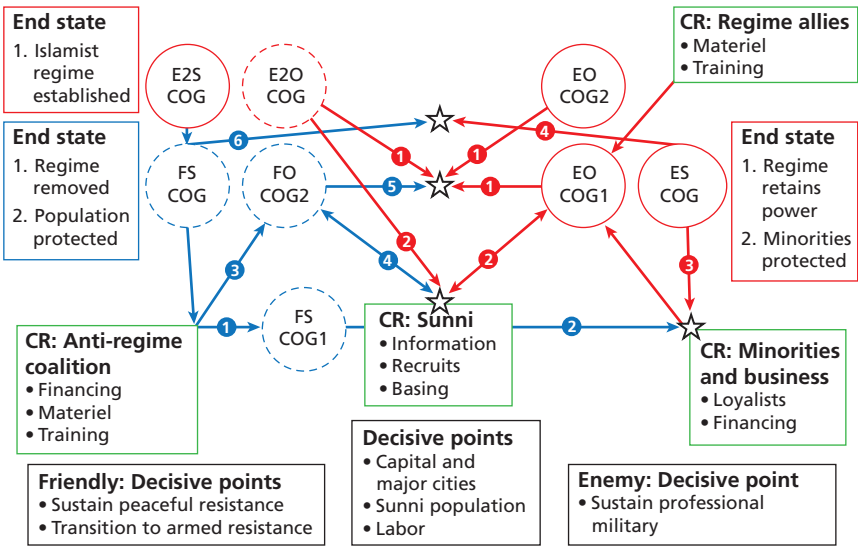 End state
1. Islamist
regime
established
E2S
COG
E2O
COG
EO
COG2
CR: Regime allies
• Materiel
• Training
6
4
1
1
End state
1. Regime
removed
2. Population
protected
FS
COG
FO
COG2
5
1
EO
COG1
ES
COG
End state
1. Regime
retains
power
2. Minorities
protected
3
4
2
2
3
CR: Anti-regime
coalition
• Financing
• Materiel
• Training
1
FS
COG1
CR: Sunni
• Information
• Recruits
• Basing
2
CR: Minorities
and business
• Loyalists
• Financing
Friendly: Decisive points
• Sustain peaceful resistance
• Transition to armed resistance
Decisive points
• Capital and
major cities
• Sunni population
• Labor
Enemy: Decisive point
• Sustain professional
military